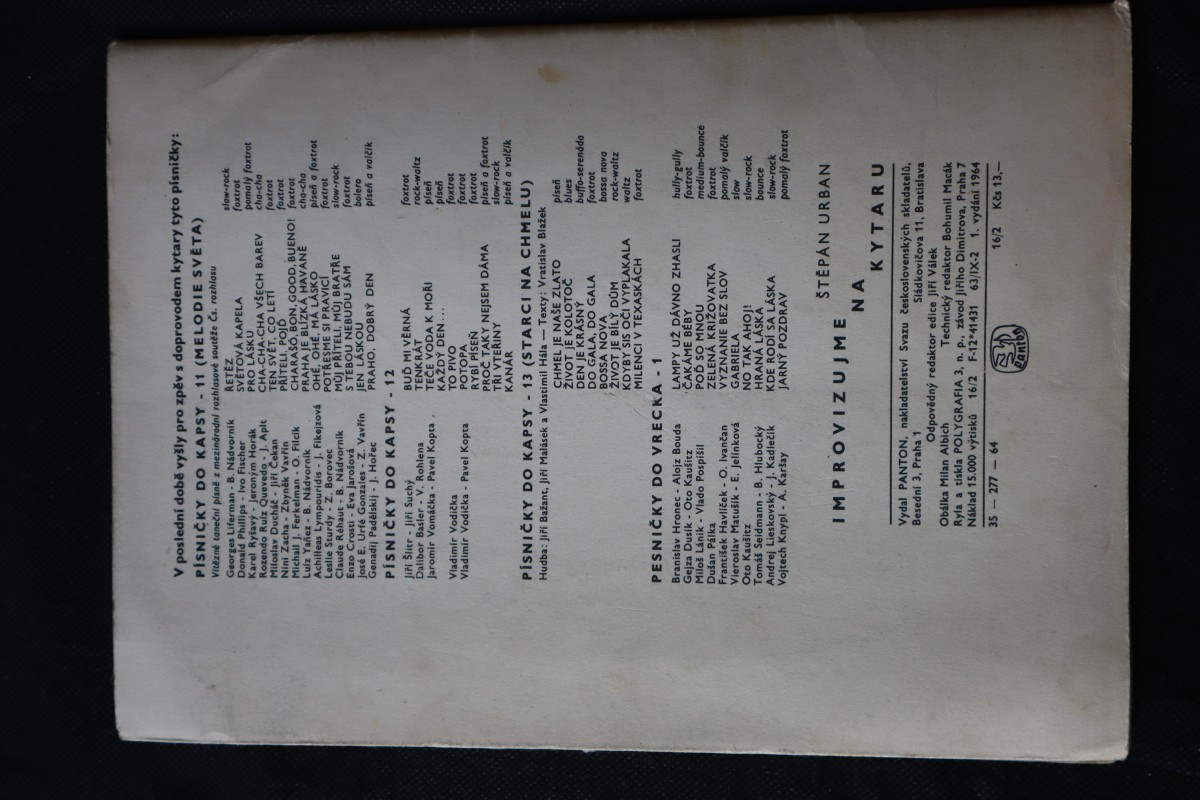 V poslední době vyšly pro zpěv s doprovodem kytary tyto písničky:
PÍSNIČKY DO KAPSY - 11 (MELODIE SVĚTA)
Vítězné taneční písně z mezinárodní rozhlasové soutěže Čs. rozhlasu
Georges Liferman - B. Nádvorník ŘETĚZ slow-rock
Donald Phillips - Ivo Fischer SVĚTOVÁ KAPELA foxtrot
Karel Ryšavý - Jeroným Horák PRO LÁSKU pomalý foxtrot
Rozendo Ruíz Quevedo - J. Aplt CHA-CHA-CHA VŠECH BAREV cha-cha
Miloslav Ducháč - Jiří Čekan TEN SVĚT, CO LETÍ foxtrot
Nini Zacha - Zbyněk Vavřín PŘÍTELI, POJĎ foxtrot
Michail J. Ferkelman - O. Filcík CHARAŠÓ, BON, GOOD, BUENO! foxtrot
Luiz Yañez - B. Nádvorník PRAHA JE BLÍZKÁ HAVANĚ cha-cha
Achilleas Lympouridis - J. Fikejzová OHÉ, OHÉ, MÁ LÁSKO píseň a foxtrot
Leslie Sturdy - Z. Borovec POTŘESME SI PRAVICÍ foxtrot
Claude Réhaut - B. Nádvorník MŮJ PŘÍTELI, MŮJ BRATŘE slow-rock
Enzo Crosti - Eva Jarošová S TEBOU NEBUDU SÁM foxtrot
José E. Urfé Gonzales - Z. Vavřín JEN LÁSKOU bolero
Genadij Paděľskij - J. Hořec PRAHO, DOBRÝ DEN píseň a valčík
PÍSNIČKY DO KAPSY - 12
Jiří Šlitr - Jiří Suchý BUĎ MI VĚRNÁ foxtrot
Dalibor Basler - V. Rohlena TENKRÁT rock-waltz
Jaromír Vomáčka - Pavel Kopta TEČE VODA K MOŘI píseň
KAŽDÝ DEN... píseň
Vladimír Vodička TO PIVO foxtrot
Vladimír Vodička - Pavel Kopta POTOPA foxtrot
RYBÍ PÍSEŇ foxtrot
PROČ TAKY NEJSEM DÁMA píseň a foxtrot
TŘI VTEŘINY slow-rock
KANÁR píseň a valčík
PÍSNIČKY DO KAPSY - 13 (STARCI NA CHMELU)
Hudba: Jiří Bažant, Jiří Malásek a Vlastimil Hála — Texty: Vratislav Blažek
CHMEL JE NAŠE ZLATO píseň
ŽIVOT JE KOLOTOČ blues
DEN JE KRÁSNÝ buffo-serenáda
DO GALA, DO GALA foxtrot
BOSSA NOVA bossa nova
ŽIVOT JE BÍLÝ DŮM rock-waltz
KDYBY SIS OČI VYPLAKALA waltz
MILENCI V TEXASKÁCH foxtrot
PESNIČKY DO VRECKA - 1
Branislav Hronec - Alojz Bouda LAMPY UŽ DÁVNO ZHASLI hully-gully
Gejza Dusík - Oto Kaušitz ČAKÁME BÉBY foxtrot
Miloš Lánik - Vlado Pospíšil POĎ SO MNOU medium-bounce
Dušan Pálka ZELENÁ KRIŽOVATKA foxtrot
František Havlíček - O. Ivančan VYZNANIE BEZ SLOV pomalý valčík
Vieroslav Matušík - E. Jelínková GABRIELA slow
Oto Kaušitz NO TAK AHOJ! slow-rock
Tomáš Seidmann - B. Hlubocký HRANÁ LÁSKA bounce
Andrej Lieskovský - J. Kadlečík KDE RODÍ SA LÁSKA slow-rock
Vojtech Knypl - A. Karšay JARNÝ POZDRAV pomalý foxtrot
ŠTĚPÁN URBAN
IMPROVIZUJME
NA
KYTARU
Vydal PANTON, nakladatelství Svazu československých skladatelů,
Besední 3, Praha 1 Sládkovičova 11, Bratislava
Odpovědný redaktor edice Jiří Válek
Obálka Milan Albich Technický redaktor Bohumil Macák
Ryla a tiskla POLYGRAFIA 3, n. p., závod Jiřího Dimitrova, Praha 7
Náklad 15.000 výtisků 16/2 F-12*41431 63/IX-2 1. vydání 1964
35 — 277 — 64 16/2 Kčs 13,—
panton